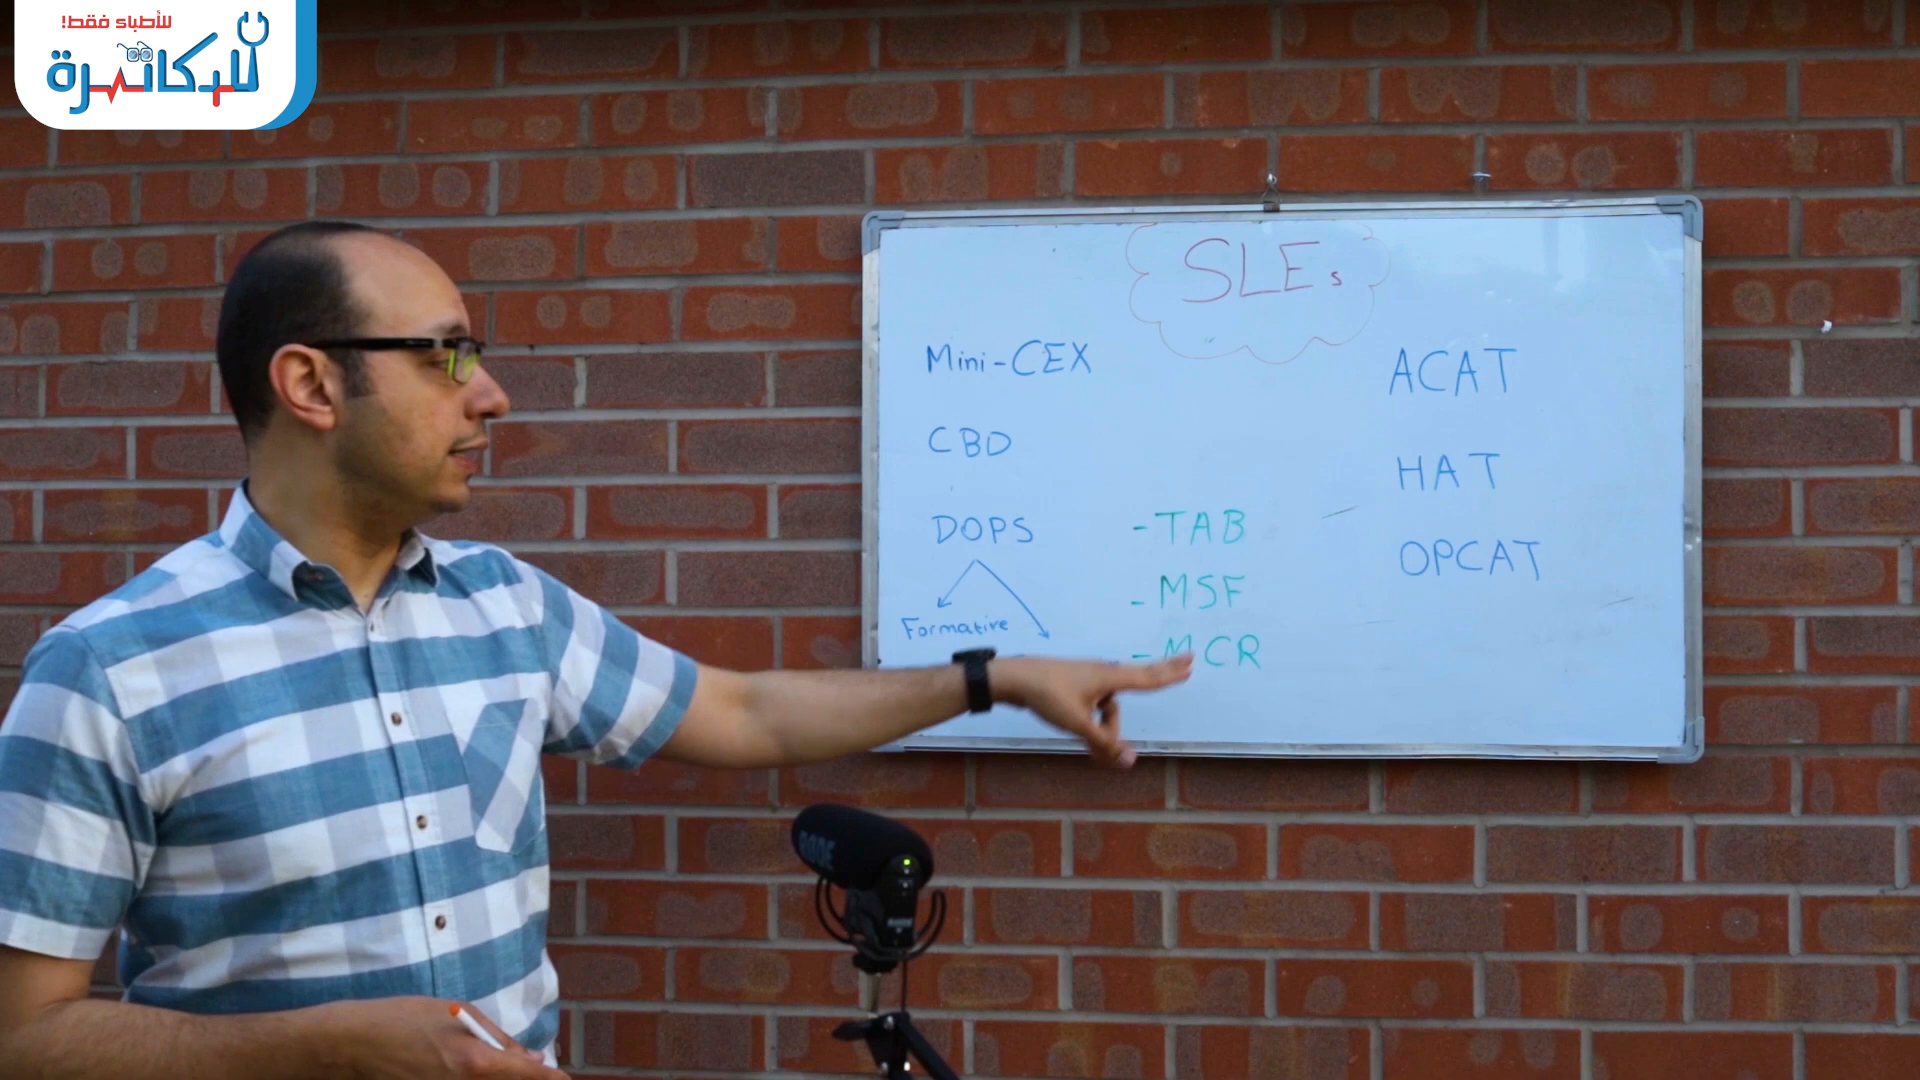 للأطباء فقط!
للدكاترة
SLEs
Mini-CEX
CBD
DOPS
Formative
-TAB
-MSF
-MCR
ACAT
HAT
OPCAT
RODE